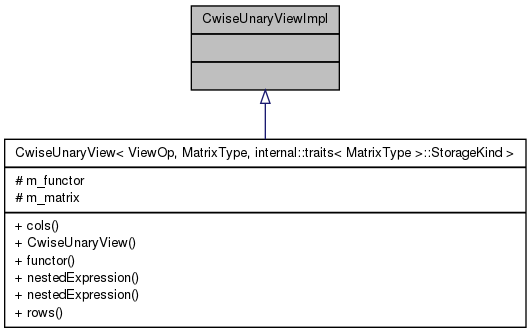 CwiseUnaryViewImpl
CwiseUnaryView< ViewOp, MatrixType, internal::traits< MatrixType >::StorageKind >
# m_functor
# m_matrix
+ cols()
+ CwiseUnaryView()
+ functor()
+ nestedExpression()
+ nestedExpression()
+ rows()